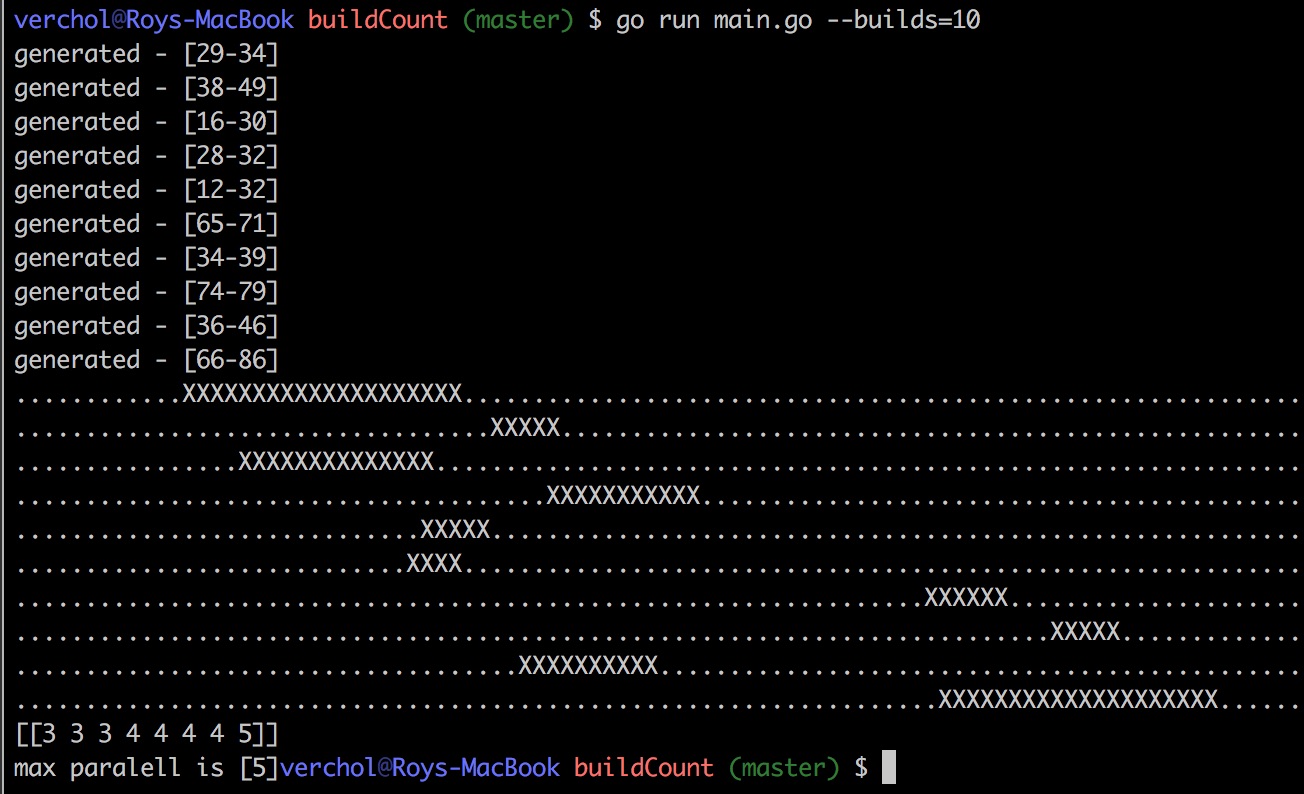 verchol@Roys-MacBook buildCount (master) $ go run main.go --builds=10
generated - [29-34]
generated - [38-49]
generated - [16-30]
generated - [28-32]
generated - [12-32]
generated - [65-71]
generated - [34-39]
generated - [74-79]
generated - [36-46]
generated - [66-86]
............XXXXXXXXXXXXXXXXXXXX............................................................
..................................XXXXX.....................................................
................XXXXXXXXXXXXXX..............................................................
......................................XXXXXXXXXXX...........................................
.............................XXXXX..........................................................
............................XXXX............................................................
.................................................................XXXXXX.....................
..........................................................................XXXXX.............
....................................XXXXXXXXXX..............................................
..................................................................XXXXXXXXXXXXXXXXXXXX......
[[3 3 3 4 4 4 4 5]]
max paralell is [5]verchol@Roys-MacBook buildCount (master) $